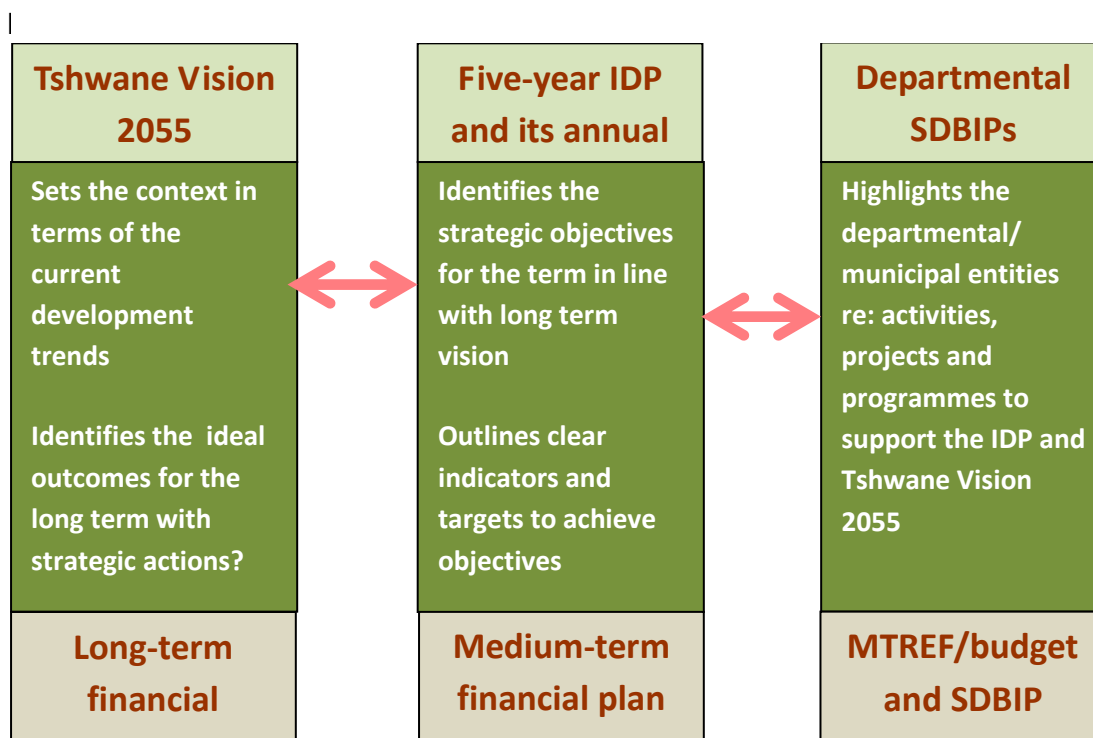 Tshwane Vision
2055
Sets the context in
terms of the
current
development
trends
Identifies the ideal
outcomes for the
long term with
strategic actions?
Long-term
financial
Five-year IDP
and its annual
Identifies the
strategic objectives
for the term in line
with long term
vision
Outlines clear
indicators and
targets to achieve
objectives
Medium-term
financial plan
Departmental
SDBIPs
Highlights the
departmental/
municipal entities
re: activities,
projects and
programmes to
support the IDP and
Tshwane Vision
2055
MTREF/budget
and SDBIP